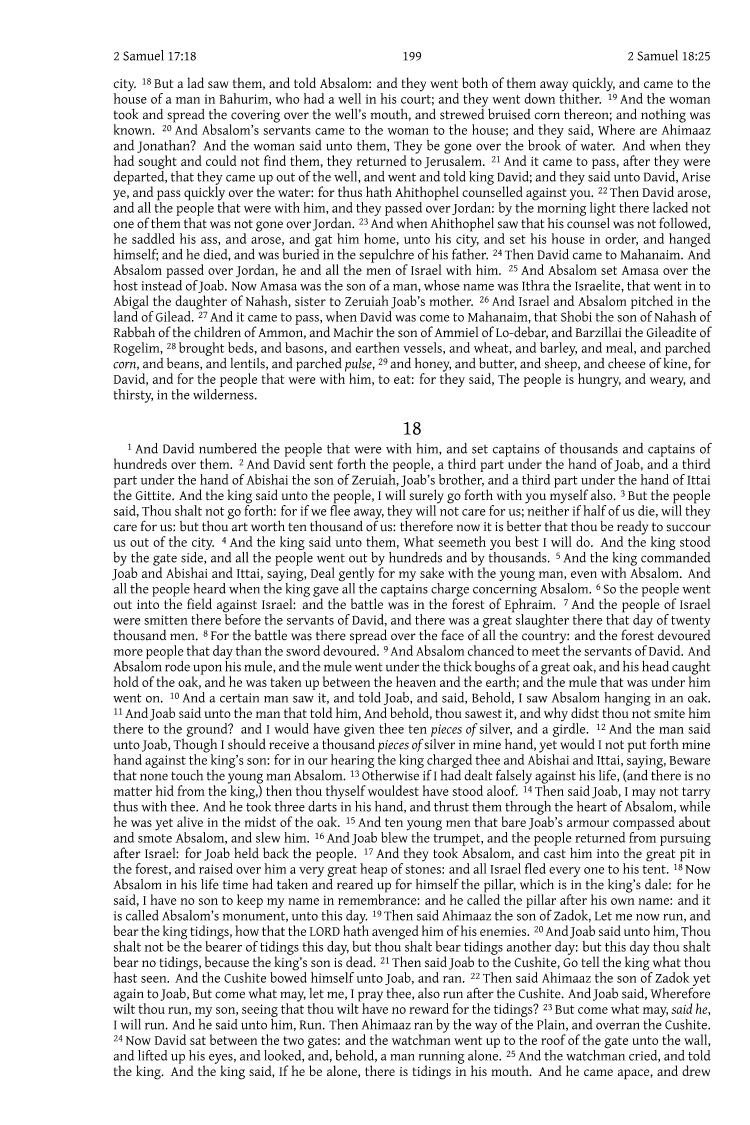 2 Samuel 17:18 199 2 Samuel 18:25
city. 18 But a lad saw them, and told Absalom: and they went both of them away quickly, and came to the
house of a man in Bahurim, who had a well in his court; and they went down thither. 19 And the woman
took and spread the covering over the well’s mouth, and strewed bruised corn thereon; and nothing was
known. 20 And Absalom’s servants came to the woman to the house; and they said, Where are Ahimaaz
and Jonathan? And the woman said unto them, They be gone over the brook of water. And when they
had sought and could not find them, they returned to Jerusalem. 21 And it came to pass, after they were
departed, that they came up out of the well, and went and told king David; and they said unto David, Arise
ye, and pass quickly over the water: for thus hath Ahithophel counselled against you. 22 Then David arose,
and all the people that were with him, and they passed over Jordan: by the morning light there lacked not
one of them that was not gone over Jordan. 23 And when Ahithophel saw that his counsel was not followed,
he saddled his ass, and arose, and gat him home, unto his city, and set his house in order, and hanged
himself; and he died, and was buried in the sepulchre of his father. 24 Then David came to Mahanaim. And
Absalom passed over Jordan, he and all the men of Israel with him. 25 And Absalom set Amasa over the
host instead of Joab. Now Amasa was the son of a man, whose name was Ithra the Israelite, that went in to
Abigal the daughter of Nahash, sister to Zeruiah Joab’s mother. 26 And Israel and Absalom pitched in the
land of Gilead. 27 And it came to pass, when David was come to Mahanaim, that Shobi the son of Nahash of
Rabbah of the children of Ammon, and Machir the son of Ammiel of Lo-debar, and Barzillai the Gileadite of
Rogelim, 28 brought beds, and basons, and earthen vessels, and wheat, and barley, and meal, and parched
corn, and beans, and lentils, and parched pulse, 29 and honey, and butter, and sheep, and cheese of kine, for
David, and for the people that were with him, to eat: for they said, The people is hungry, and weary, and
thirsty, in the wilderness.
18
1 And David numbered the people that were with him, and set captains of thousands and captains of
hundreds over them. 2 And David sent forth the people, a third part under the hand of Joab, and a third
part under the hand of Abishai the son of Zeruiah, Joab’s brother, and a third part under the hand of Ittai
the Gittite. And the king said unto the people, I will surely go forth with you myself also. 3 But the people
said, Thou shalt not go forth: for if we flee away, they will not care for us; neither if half of us die, will they
care for us: but thou art worth ten thousand of us: therefore now it is better that thou be ready to succour
us out of the city. 4 And the king said unto them, What seemeth you best I will do. And the king stood
by the gate side, and all the people went out by hundreds and by thousands. 5 And the king commanded
Joab and Abishai and Ittai, saying, Deal gently for my sake with the young man, even with Absalom. And
all the people heard when the king gave all the captains charge concerning Absalom. 6 So the people went
out into the field against Israel: and the battle was in the forest of Ephraim. 7 And the people of Israel
were smitten there before the servants of David, and there was a great slaughter there that day of twenty
thousand men. 8 For the battle was there spread over the face of all the country: and the forest devoured
more people that day than the sword devoured. 9 And Absalom chanced to meet the servants of David. And
Absalom rode upon his mule, and the mule went under the thick boughs of a great oak, and his head caught
hold of the oak, and he was taken up between the heaven and the earth; and the mule that was under him
went on. 10 And a certain man saw it, and told Joab, and said, Behold, I saw Absalom hanging in an oak.
11 And Joab said unto the man that told him, And behold, thou sawest it, and why didst thou not smite him
there to the ground? and I would have given thee ten pieces of silver, and a girdle. 12 And the man said
unto Joab, Though I should receive a thousand pieces of silver in mine hand, yet would I not put forth mine
hand against the king’s son: for in our hearing the king charged thee and Abishai and Ittai, saying, Beware
that none touch the young man Absalom. 13 Otherwise if I had dealt falsely against his life, (and there is no
matter hid from the king,) then thou thyself wouldest have stood aloof. 14 Then said Joab, I may not tarry
thus with thee. And he took three darts in his hand, and thrust them through the heart of Absalom, while
he was yet alive in the midst of the oak. 15 And ten young men that bare Joab’s armour compassed about
and smote Absalom, and slew him. 16 And Joab blew the trumpet, and the people returned from pursuing
after Israel: for Joab held back the people. 17 And they took Absalom, and cast him into the great pit in
the forest, and raised over him a very great heap of stones: and all Israel fled every one to his tent. 18 Now
Absalom in his life time had taken and reared up for himself the pillar, which is in the king’s dale: for he
said, I have no son to keep my name in remembrance: and he called the pillar after his own name: and it
is called Absalom’s monument, unto this day. 19 Then said Ahimaaz the son of Zadok, Let me now run, and
bear the king tidings, how that the LORD hath avenged him of his enemies. 20 And Joab said unto him, Thou
shalt not be the bearer of tidings this day, but thou shalt bear tidings another day: but this day thou shalt
bear no tidings, because the king’s son is dead. 21 Then said Joab to the Cushite, Go tell the king what thou
hast seen. And the Cushite bowed himself unto Joab, and ran. 22 Then said Ahimaaz the son of Zadok yet
again to Joab, But come what may, let me, I pray thee, also run after the Cushite. And Joab said, Wherefore
wilt thou run, my son, seeing that thou wilt have no reward for the tidings? 23 But come what may, said he,
I will run. And he said unto him, Run. Then Ahimaaz ran by the way of the Plain, and overran the Cushite.
24 Now David sat between the two gates: and the watchman went up to the roof of the gate unto the wall,
and lifted up his eyes, and looked, and, behold, a man running alone. 25 And the watchman cried, and told
the king. And the king said, If he be alone, there is tidings in his mouth. And he came apace, and drew